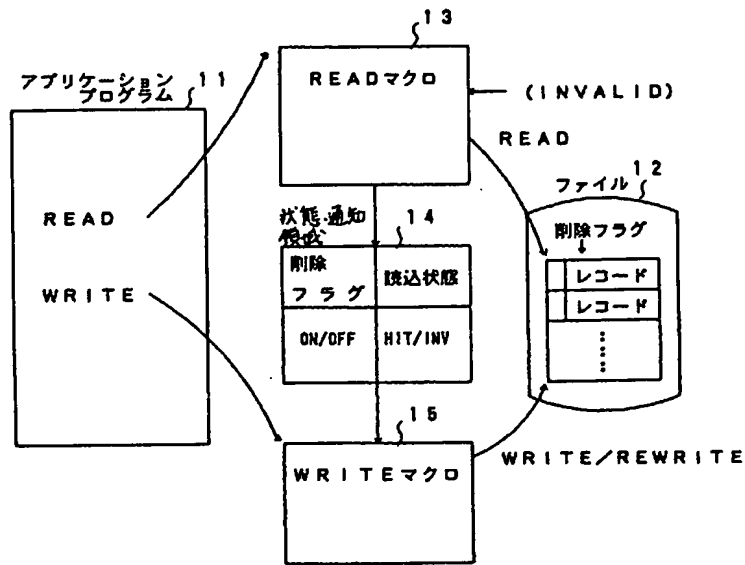 13
READマクロ
アプリケーション
プログラム 11
(INVALID)
READ
READ
WRITE
状態通知
領域
14
削除
フラグ
読込状態
ON/OFF
HIT/INV
12
ファイル
削除フラグ
レコード
レコード
15
WRITEマクロ
WRITE/REWRITE